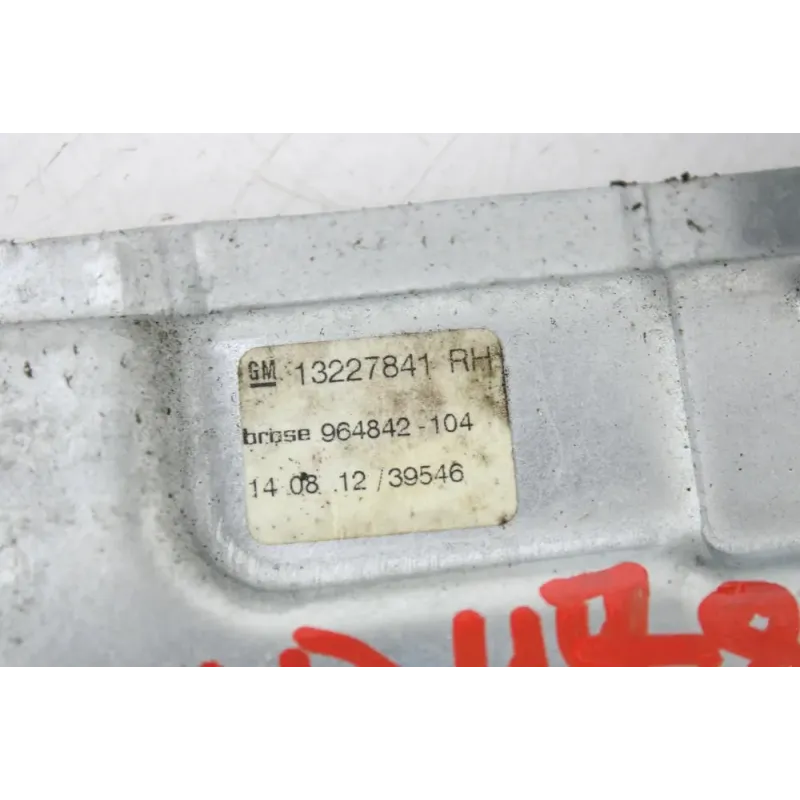 GM 13227841 RH
brose 964842-104
14 08 .12 /39546